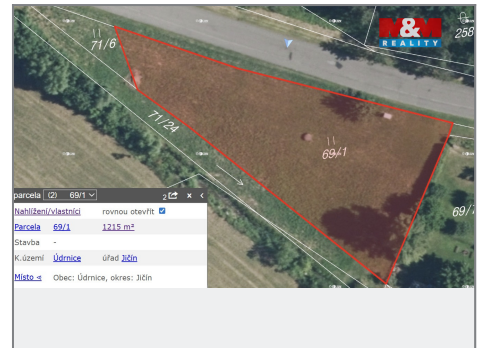 M&M
REALITY
258
71/6
71/24
69/1
69/
parcela (2) 69/1
2
x
<
Nahlížení/vlastníci rovnou otevřít
Parcela 69/1 1215 m²
Stavba -
K.území Údrnice úřad Jičín
Místo ⊲ Obec: Údrnice, okres: Jičín